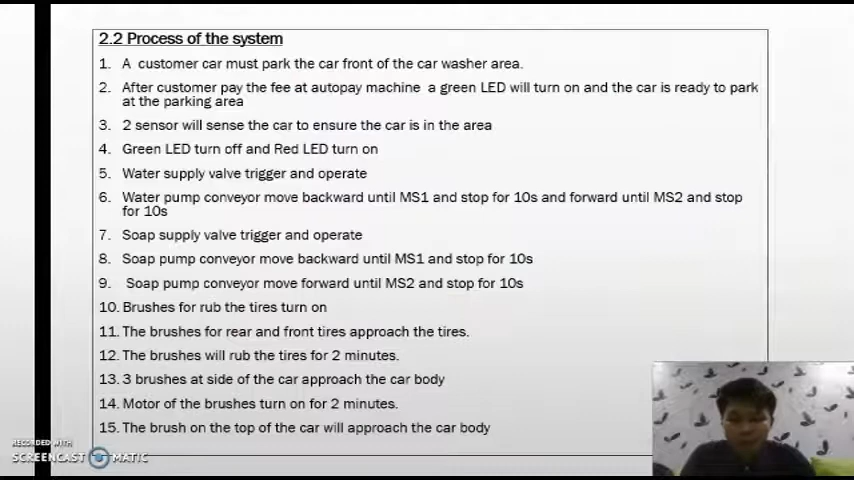 2.2 Process of the system
1. A customer car must park the car front of the car washer area.
2. After customer pay the fee at autopay machine a green LED will turn on and the car is ready to park
at the parking area
3. 2 sensor will sense the car to ensure the car is in the area
4. Green LED turn off and Red LED turn on
5. Water supply valve trigger and operate
6. Water pump conveyor move backward until MS1 and stop for 10s and forward until MS2 and stop
for 10s
7. Soap supply valve trigger and operate
8. Soap pump conveyor move backward until MS1 and stop for 10s
9. Soap pump conveyor move forward until MS2 and stop for 10s
10. Brushes for rub the tires turn on
11. The brushes for rear and front tires approach the tires.
12. The brushes will rub the tires for 2 minutes.
13. 3 brushes at side of the car approach the car body
14. Motor of the brushes turn on for 2 minutes.
15. The brush on the top of the car will approach the car body
RECORDED WITH
SCREENCAST MATIC